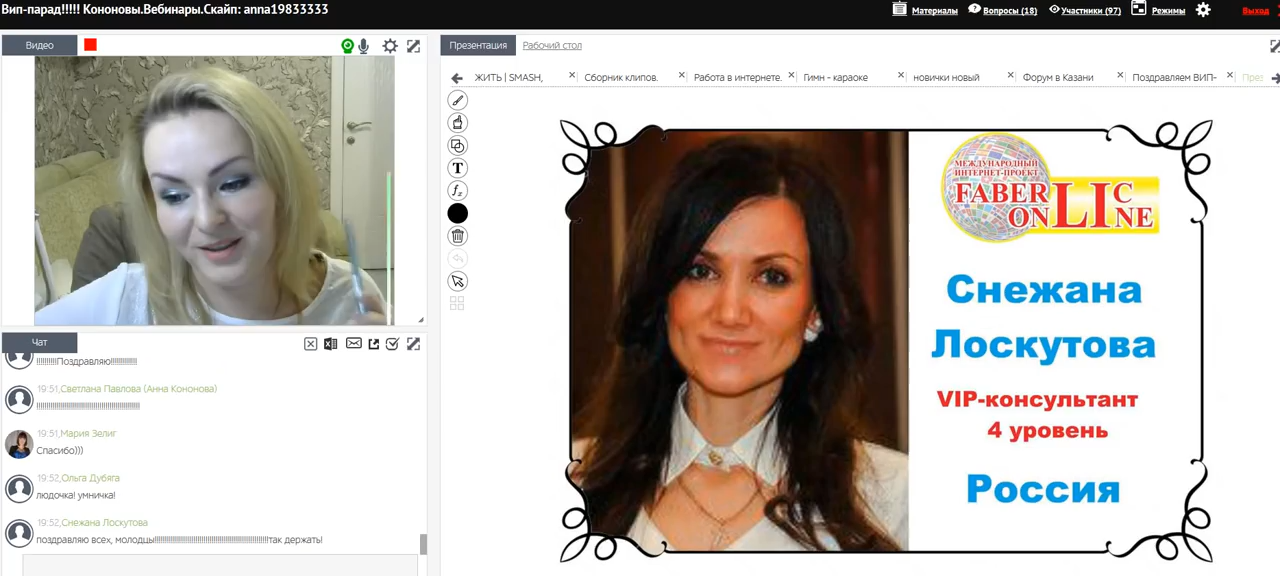 Вип-парад!!!!! Кононовы.Вебинары.Скайп: anna19833333
Материалы
Вопросы (18)
Участники (97)
Режимы
Выход
Видео
Презентация
Рабочий стол
ЖИТЬ | SMASH,
Сборник клипов.
Работа в интернете.
Гимн - караоке
новички новый
Форум в Казани
Поздравляем ВИП-
През
МЕЖДУНАРОДНЫЙ
ИНТЕРНЕТ-ПРОЕКТ
FABERLIC
ONLINE
Снежана
Лоскутова
VIP-консультант
4 уровень
Россия
Чат
!!!!!!!!!!Поздравляю!!!!!!!!!!!!!
19:51,Светлана Павлова (Анна Кононова)
19:51,Мария Зелиг
Спасибо)))
19:52,Ольга Дубяга
людочка! умничка!
19:52,Снежана Лоскутова
поздравляю всех, молодцы!!!!!!!!!!!!!!!!!!!!!!!!!!!!!!!!!!!!!!!!!!!так держать!